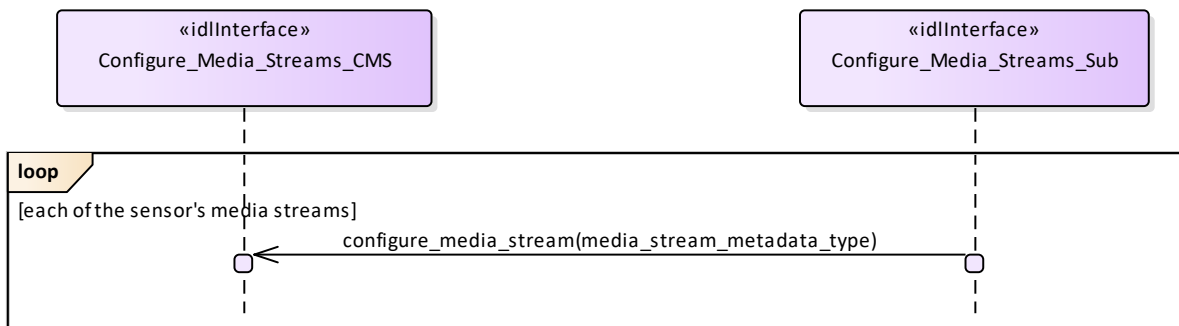 «idlInterface»
Configure_Media_Streams_CMS
«idlInterface»
Configure_Media_Streams_Sub
loop
[each of the sensor's media streams]
configure_media_stream(media_stream_metadata_type)